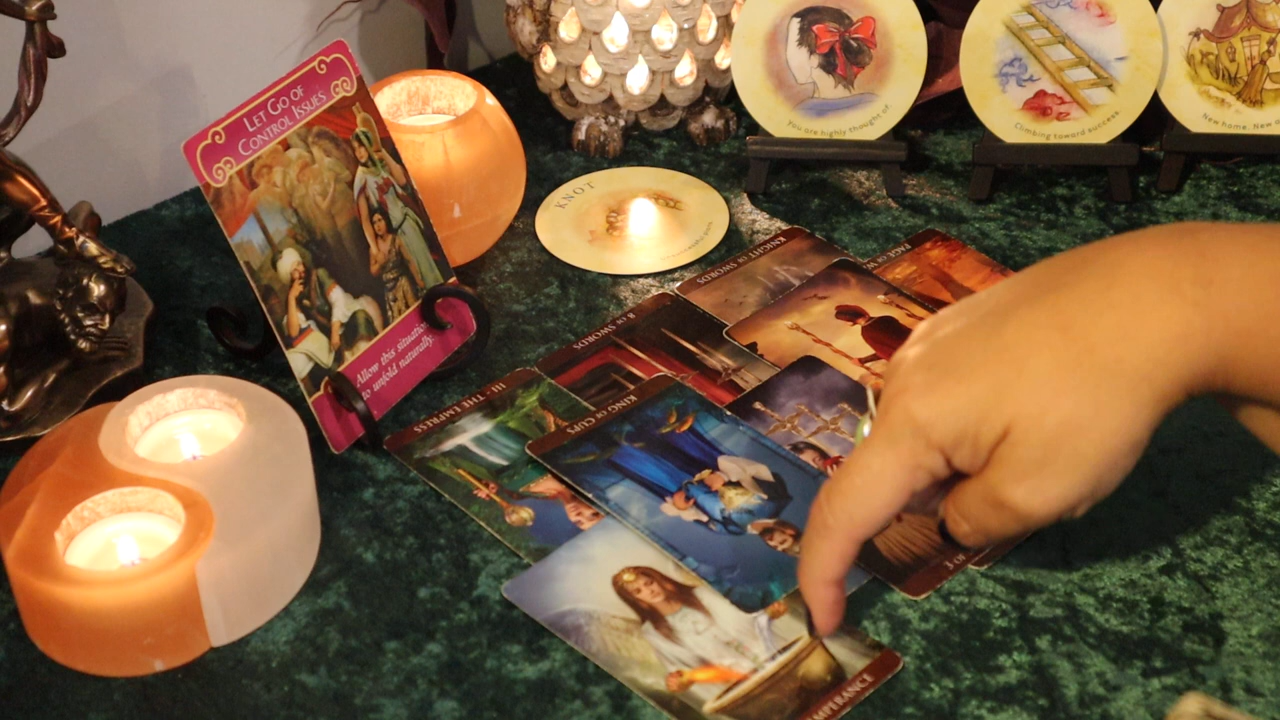 LET GO OF
CONTROL ISSUES
Allow this situation
to unfold naturally.
KNOT
You are highly thought of
Climbing toward success
New home. New
KNIGHT OF SWORDS
PAGE OF
8 OF SWORDS
III · THE EMPRESS
KING OF CUPS